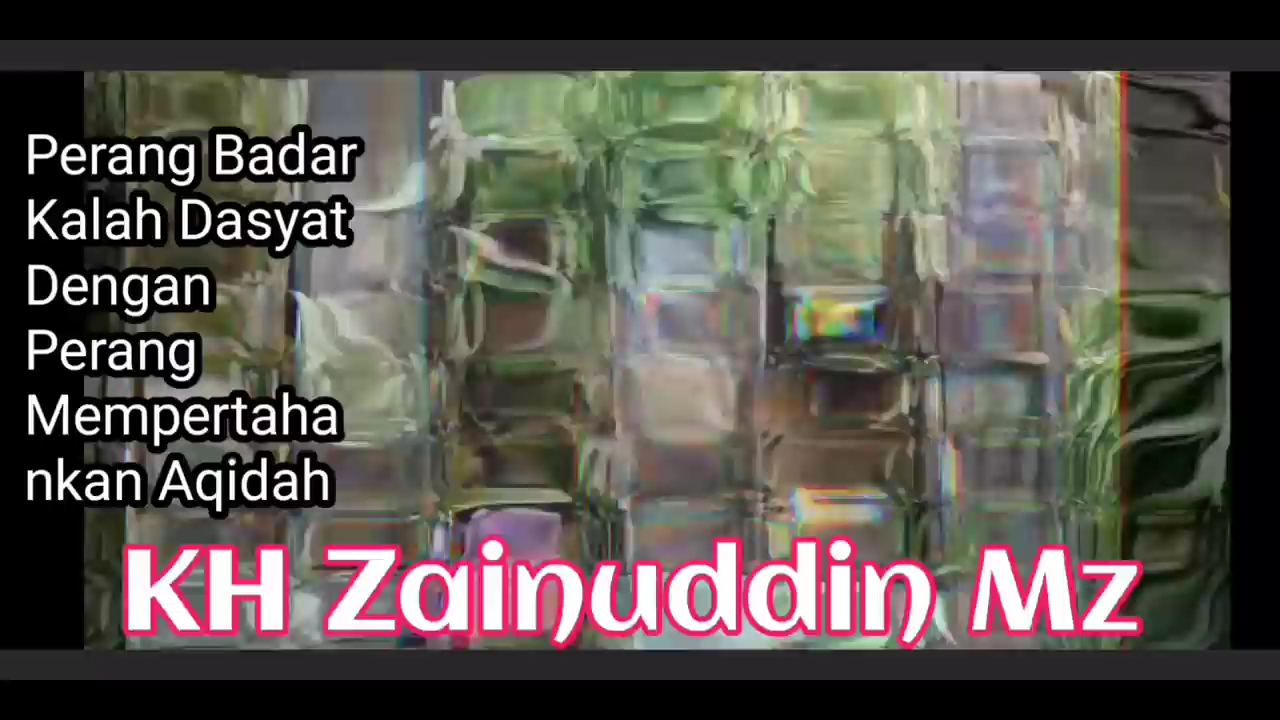 Perang Badar
Kalah Dasyat
Dengan
Perang
Mempertaha
nkan Aqidah
KH Zainuddin Mz